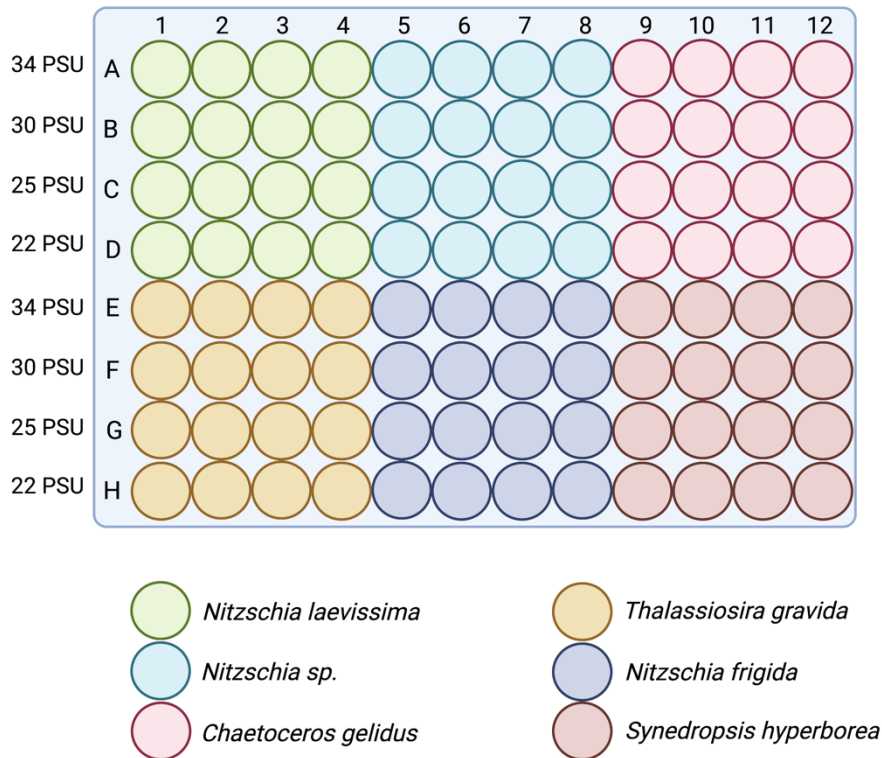 1 2 3 4 5 6 7 8 9 10 11 12
34 PSU A
30 PSU B
25 PSU C
22 PSU D
34 PSU E
30 PSU F
25 PSU G
22 PSU H
Nitzschia laevissima
Thalassiosira gravida
Nitzschia sp.
Nitzschia frigida
Chaetoceros gelidus
Synedropsis hyperborea